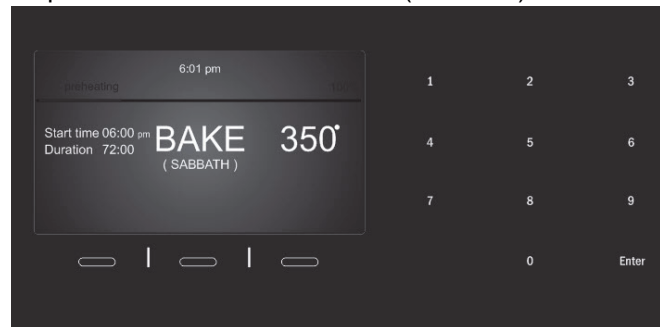 6:01 pm
preheating 100°
Start time 06:00 pm
Duration 72:00
BAKE
( SABBATH )
350°
1 2 3
4 5 6
7 8 9
0 Enter